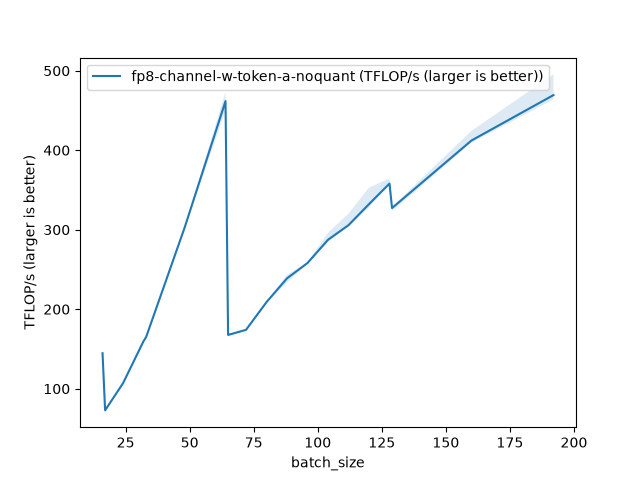 fp8-channel-w-token-a-noquant (TFLOP/s (larger is better))
500
400
300
200
100
TFLOP/s (larger is better)
25 50 75 100 125 150 175 200
batch_size